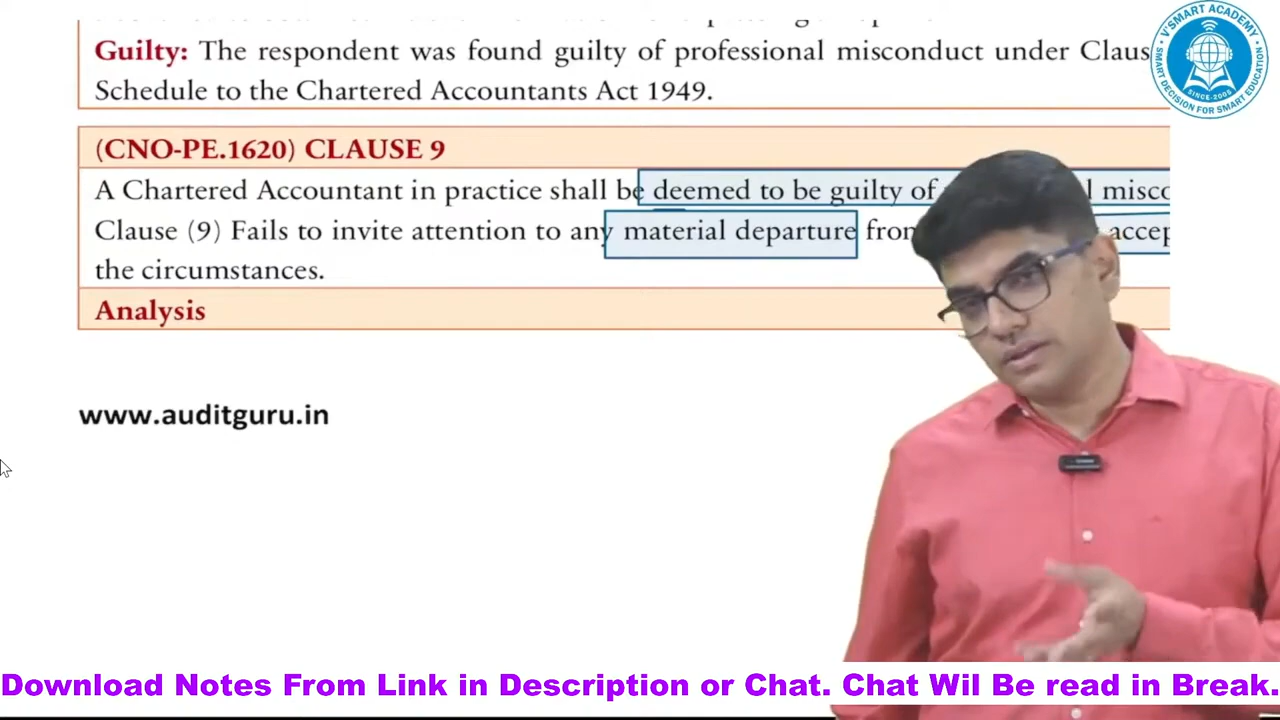 Guilty: The respondent was found guilty of professional misconduct under Claus
Schedule to the Chartered Accountants Act 1949.
(CNO-PE.1620) CLAUSE 9
A Chartered Accountant in practice shall be deemed to be guilty of l misco
Clause (9) Fails to invite attention to any material departure from accep
the circumstances.
Analysis
www.auditguru.in
V'SMART ACADEMY
SMART DECISION FOR SMART EDUCATION
SINCE-2005
Download Notes From Link in Description or Chat. Chat Wil Be read in Break.